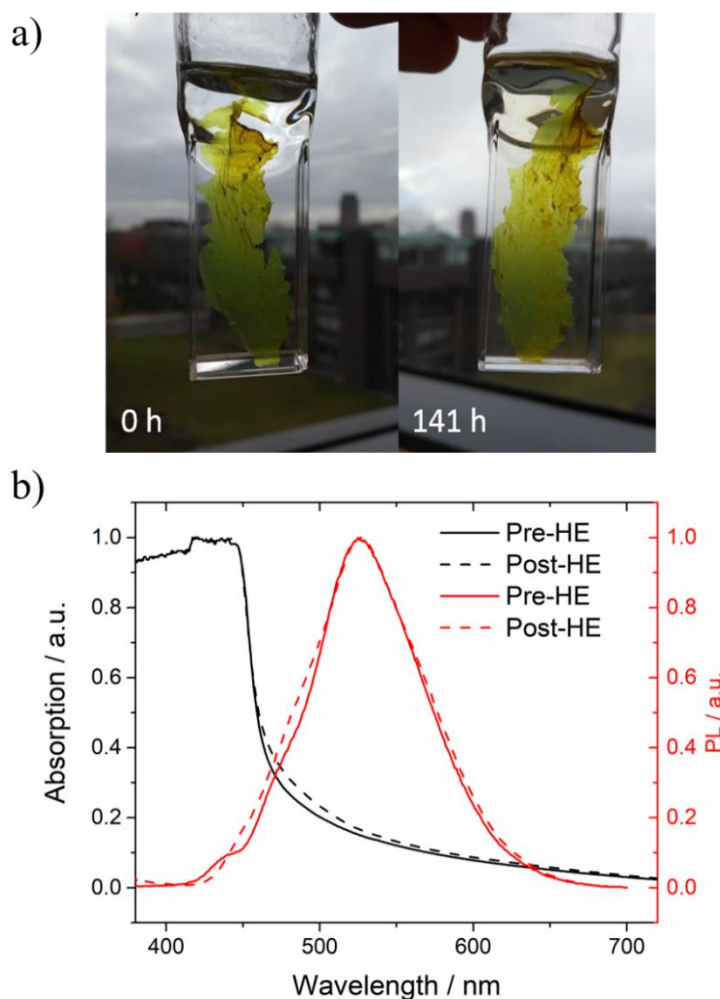 a)
0 h
141 h
b)
Pre-HE
Post-HE
Pre-HE
Post-HE
1.0
0.8
0.6
0.4
0.2
0.0
1.0
0.8
0.6
0.4
0.2
0.0
Absorption / a.u.
PL / a.u.
400
500
600
700
Wavelength / nm